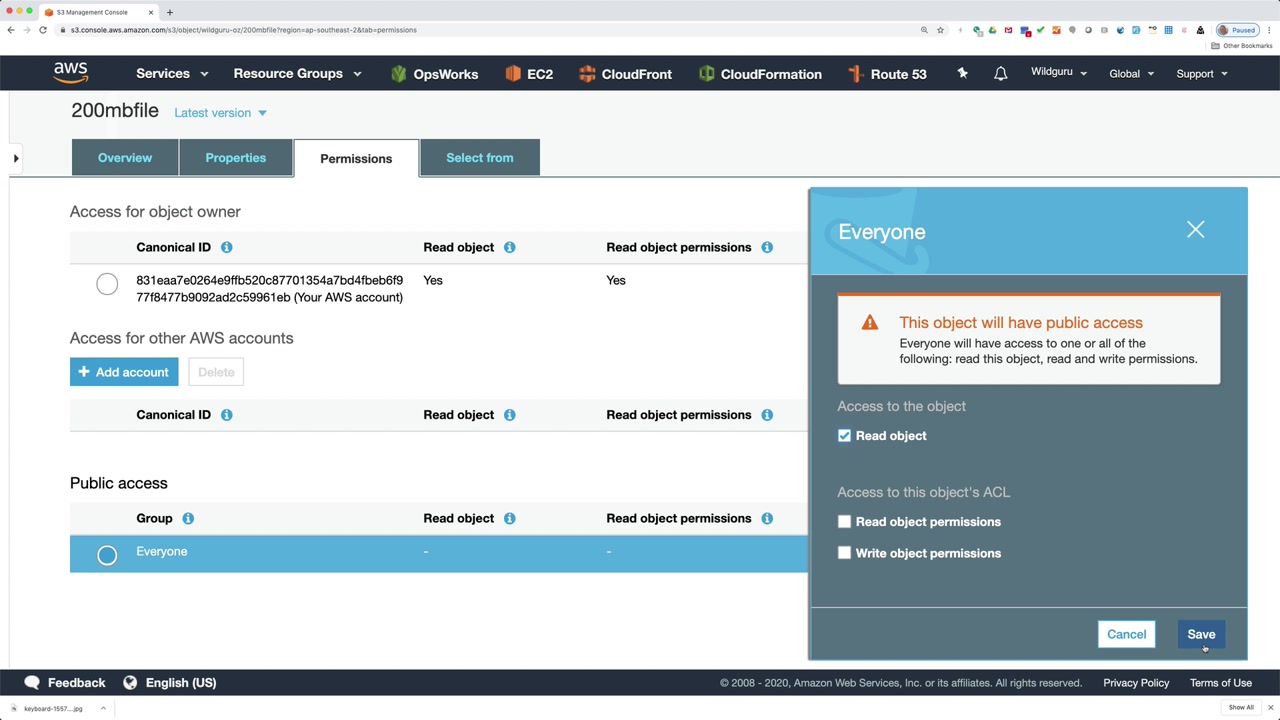 S3 Management Console
s3.console.aws.amazon.com/s3/object/wildguru-oz/200mbfile?region=ap-southeast-2&tab=permissions
Paused
Other Bookmarks
aws
Services
Resource Groups
OpsWorks
EC2
CloudFront
CloudFormation
Route 53
Wildguru
Global
Support
200mbfile
Latest version
Overview
Properties
Permissions
Select from
Access for object owner
Canonical ID
Read object
Read object permissions
831eaa7e0264e9ffb520c87701354a7bd4fbeb6f9
77f8477b9092ad2c59961eb (Your AWS account)
Yes
Yes
Access for other AWS accounts
+ Add account
Delete
Canonical ID
Read object
Read object permissions
Public access
Group
Read object
Read object permissions
Everyone
-
-
Everyone
This object will have public access
Everyone will have access to one or all of the
following: read this object, read and write permissions.
Access to the object
Read object
Access to this object's ACL
Read object permissions
Write object permissions
Cancel
Save
Feedback
English (US)
© 2008 - 2020, Amazon Web Services, Inc. or its affiliates. All rights reserved.
Privacy Policy
Terms of Use
keyboard-1557....jpg
Show All